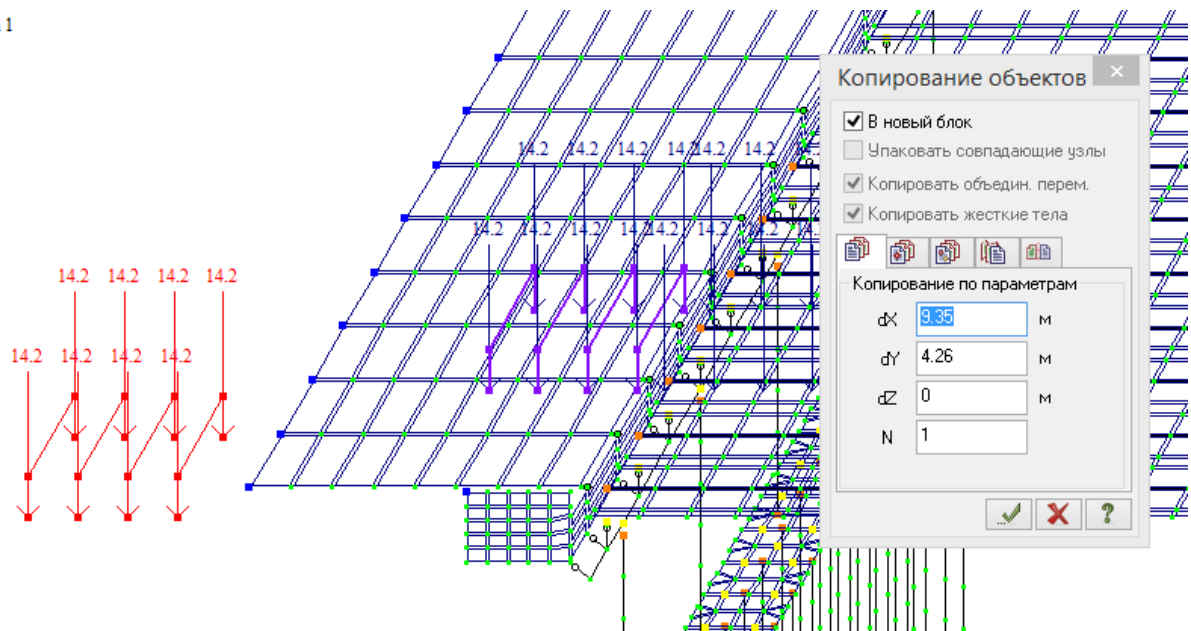 1
Копирование объектов
В новый блок
Упаковать совпадающие узлы
Копировать объедин. перем.
Копировать жесткие тела
14.2 14.2 14.2 14.2 14.2 14.2
14.2 14.2 14.2 14.2 14.2 14.2
14.2 14.2 14.2 14.2
14.2 14.2 14.2 14.2
Копирование по параметрам
dX 9.35 м
dY 4.26 м
dZ 0 м
N 1